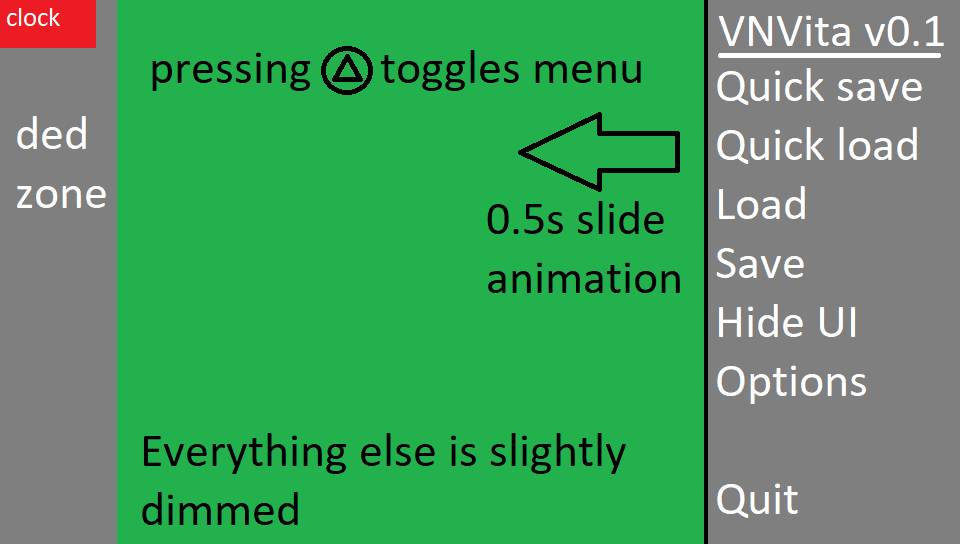 clock
ded
zone
pressing toggles menu
0.5s slide
animation
Everything else is slightly
dimmed
VNVita v0.1
Quick save
Quick load
Load
Save
Hide UI
Options
Quit